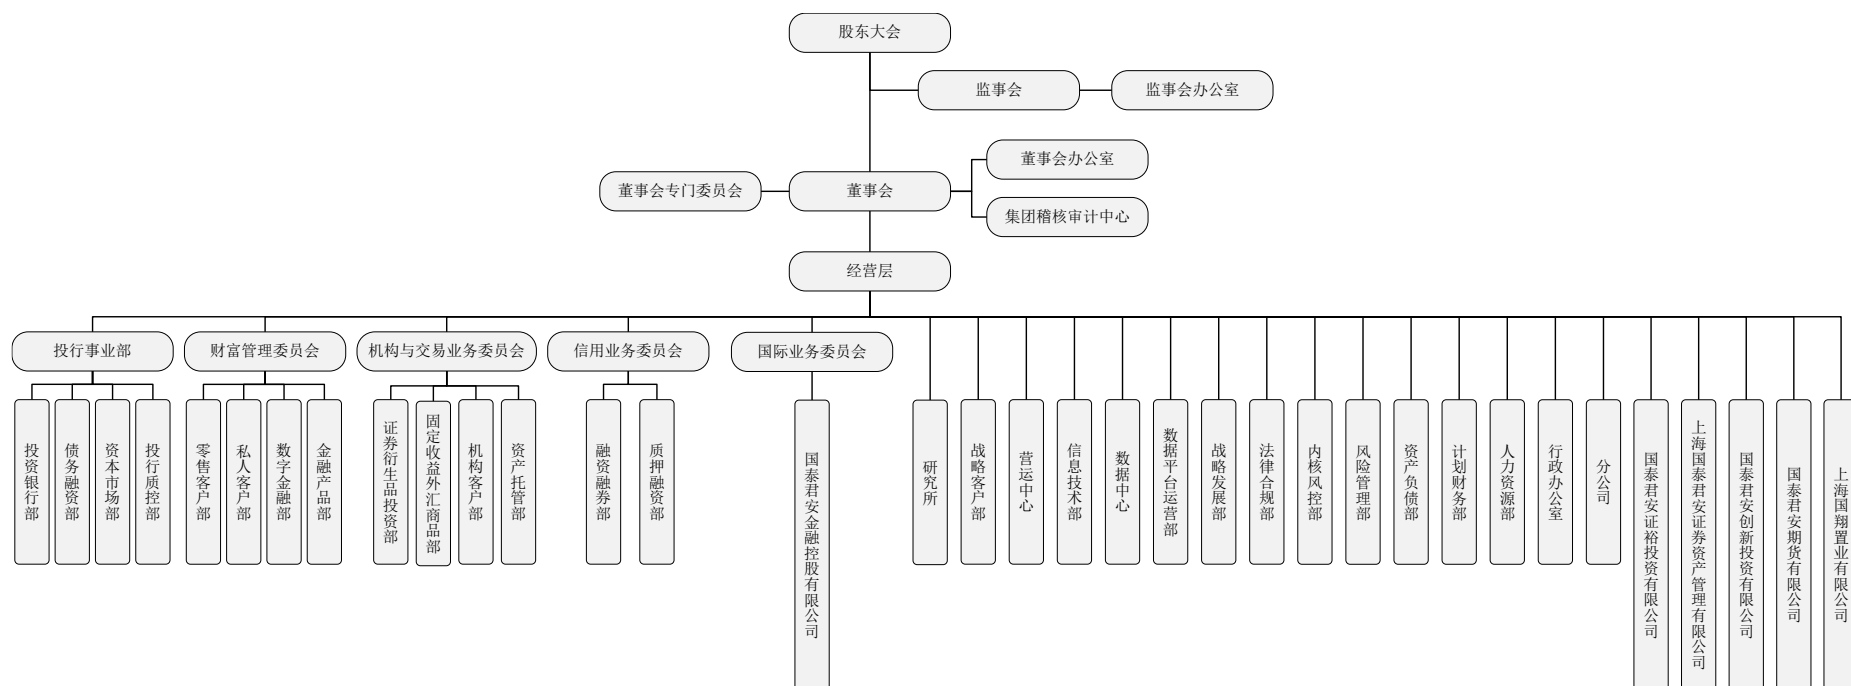 股东大会
监事会
监事会办公室
董事会办公室
董事会专门委员会
董事会
集团稽核审计中心
经营层
投行事业部
财富管理委员会
机构与交易业务委员会
信用业务委员会
国际业务委员会
投资银行部
债务融资部
资本市场部
投行质控部
零售客户部
私人客户部
数字金融部
金融产品部
证券衍生品投资部
固定收益外汇商品部
机构客户部
资产托管部
融资融券部
质押融资部
国泰君安金融控股有限公司
研究所
战略客户部
营运中心
信息技术部
数据中心
数据平台运营部
战略发展部
法律合规部
内核风控部
风险管理部
资产负债部
计划财务部
人力资源部
行政办公室
分公司
国泰君安证裕投资有限公司
上海国泰君安证券资产管理有限公司
国泰君安创新投资有限公司
国泰君安期货有限公司
上海国翔置业有限公司